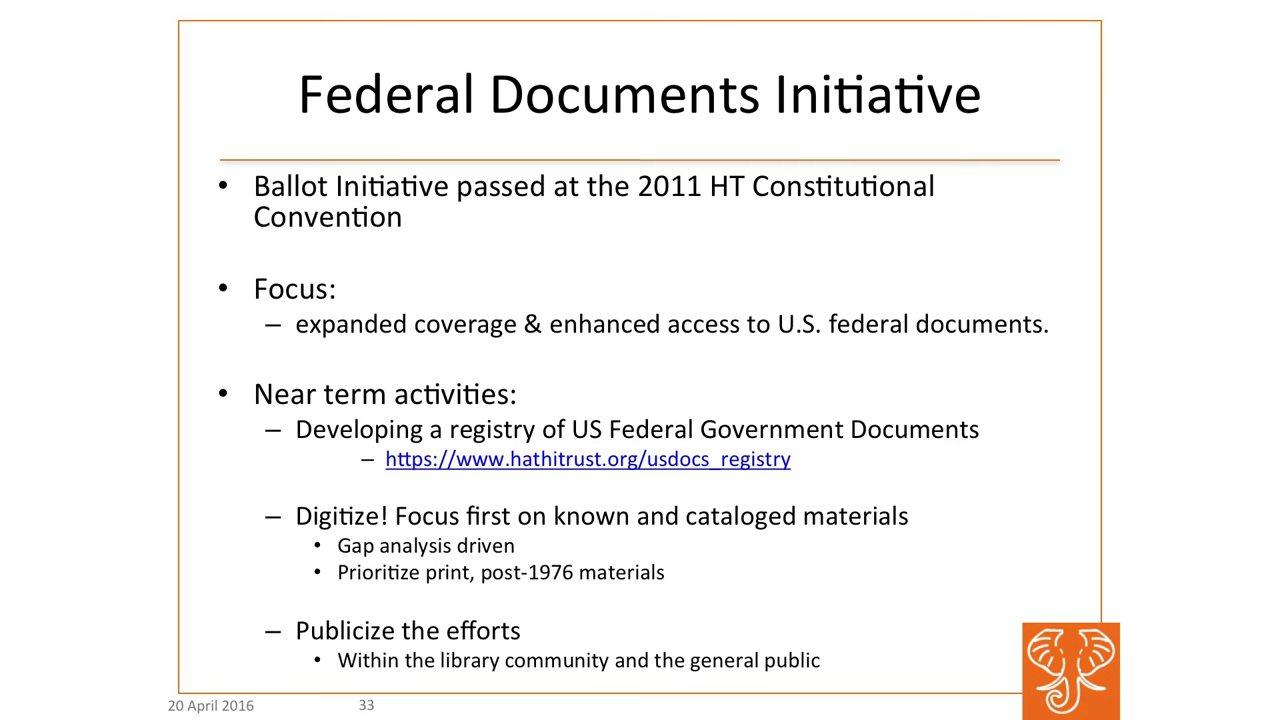 Federal Documents Initiative
• Ballot Initiative passed at the 2011 HT Constitutional
Convention
• Focus:
– expanded coverage & enhanced access to U.S. federal documents.
• Near term activities:
– Developing a registry of US Federal Government Documents
– https://www.hathitrust.org/usdocs_registry
– Digitize! Focus first on known and cataloged materials
• Gap analysis driven
• Prioritize print, post-1976 materials
– Publicize the efforts
• Within the library community and the general public
20 April 2016 33